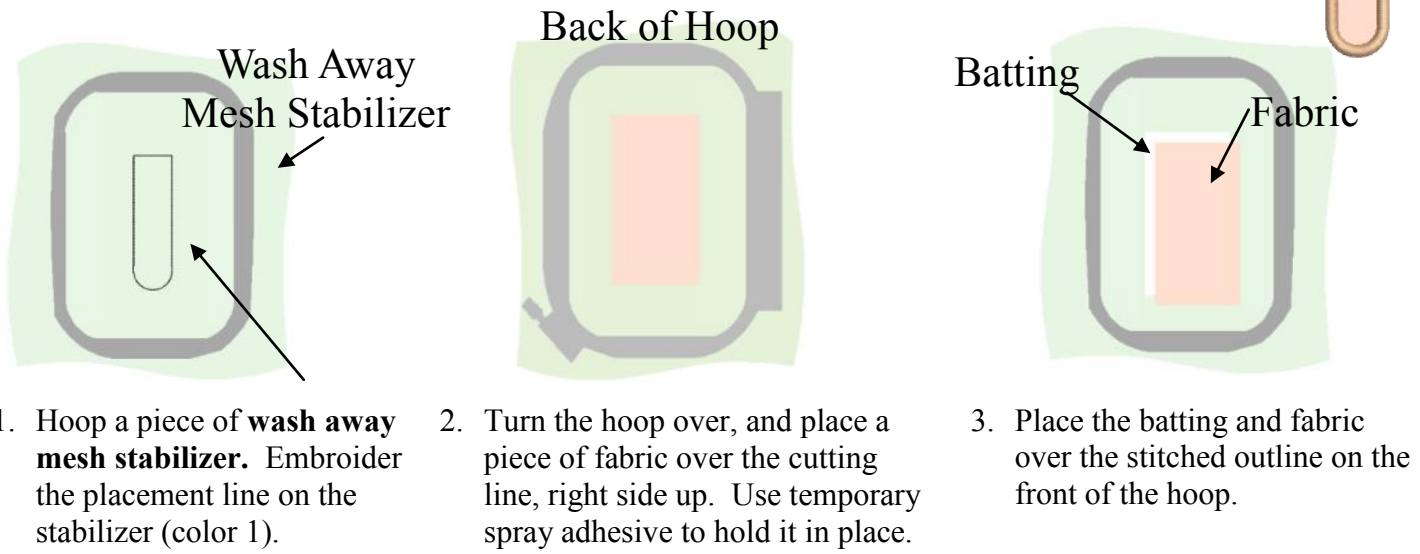 Wash Away
Mesh Stabilizer
Back of Hoop
Batting
Fabric
1. Hoop a piece of wash away
mesh stabilizer. Embroider
the placement line on the
stabilizer (color 1).
2. Turn the hoop over, and place a
piece of fabric over the cutting
line, right side up. Use temporary
spray adhesive to hold it in place.
3. Place the batting and fabric
over the stitched outline on the
front of the hoop.